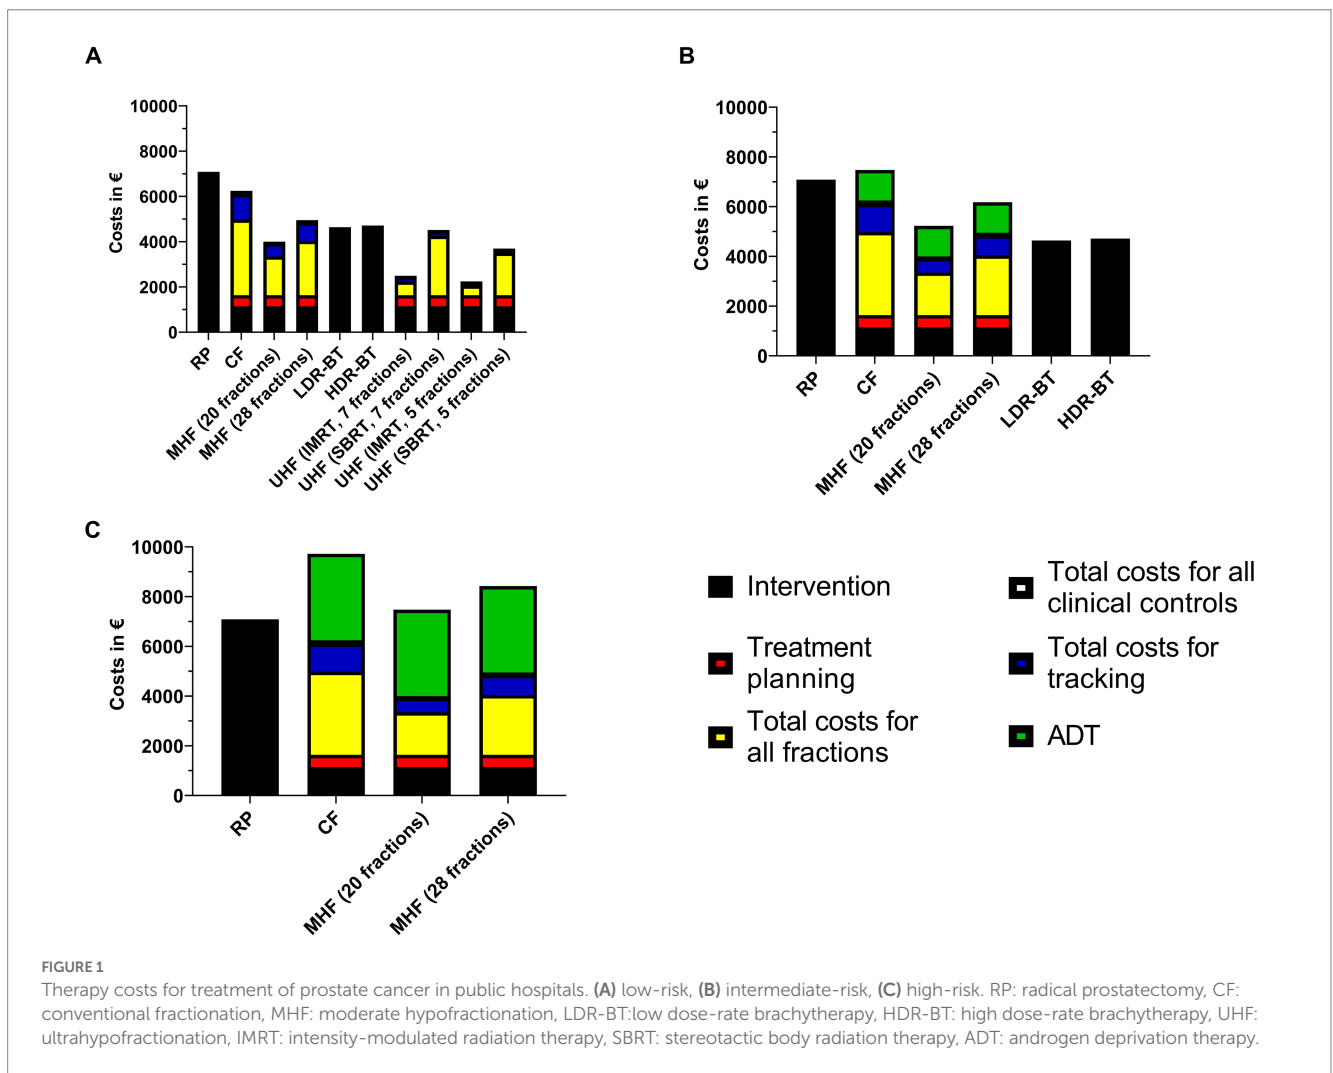 A
10000
8000
6000
4000
2000
0
Costs in €
RP
CF
MHF (20 fractions)
MHF (28 fractions)
LDR-BT
HDR-BT
UHF (IMRT, 7 fractions)
UHF (SBRT, 7 fractions)
UHF (IMRT, 5 fractions)
UHF (SBRT, 5 fractions)
B
10000
8000
6000
4000
2000
0
Costs in €
RP
CF
MHF (20 fractions)
MHF (28 fractions)
LDR-BT
HDR-BT
C
10000
8000
6000
4000
2000
0
Costs in €
RP
CF
MHF (20 fractions)
MHF (28 fractions)
Intervention
Treatment
planning
Total costs for
all fractions
Total costs for all
clinical controls
Total costs for
tracking
ADT
FIGURE 1
Therapy costs for treatment of prostate cancer in public hospitals. (A) low-risk, (B) intermediate-risk, (C) high-risk. RP: radical prostatectomy, CF:
conventional fractionation, MHF: moderate hypofractionation, LDR-BT:low dose-rate brachytherapy, HDR-BT: high dose-rate brachytherapy, UHF:
ultrahypofractionation, IMRT: intensity-modulated radiation therapy, SBRT: stereotactic body radiation therapy, ADT: androgen deprivation therapy.